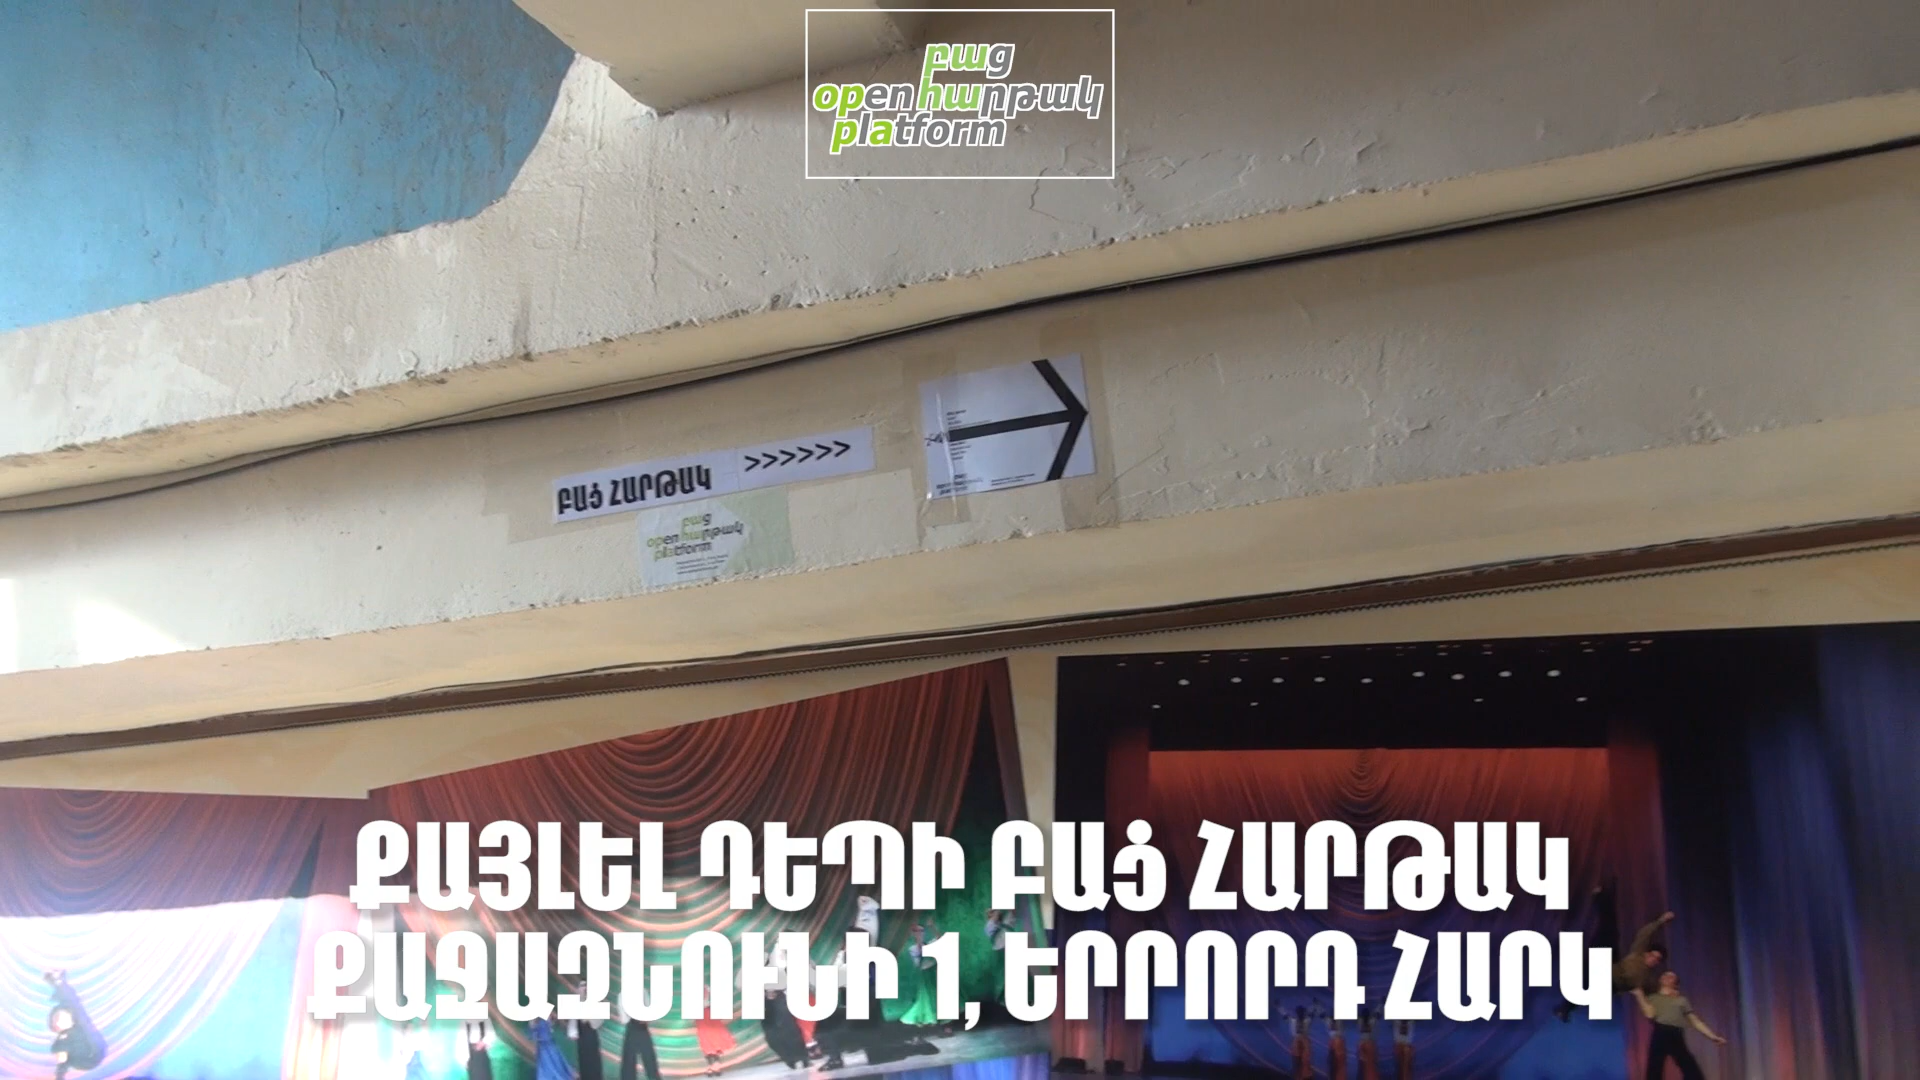 բաց
open հարթակ
platform
ԲԱՑ ՀԱՐԹԱԿ >>>>>>
բաց
open հարթակ
platform
ՔԱՅԼԵԼ ԴԵՊԻ ԲԱՑ ՀԱՐԹԱԿ
ՔԱՋԱԶՆՈՒՆԻ 1, ԵՐՐՈՐԴ ՀԱՐԿ